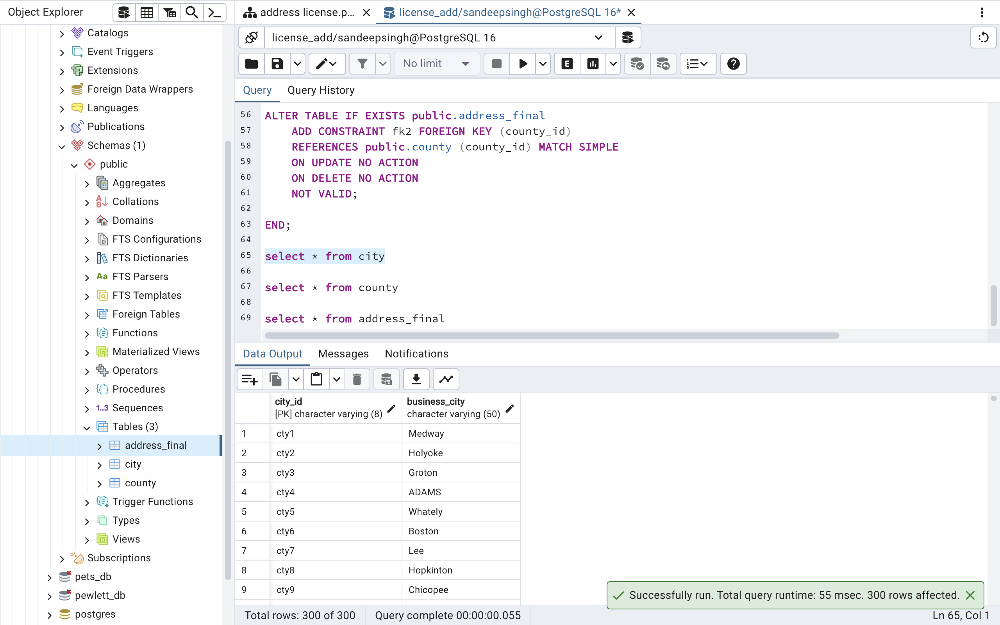 Object Explorer
Catalogs
Event Triggers
Extensions
Foreign Data Wrappers
Languages
Publications
Schemas (1)
public
Aggregates
A
B
Collations
Domains
FTS Configurations
FTS Dictionaries
Aa FTS Parsers
FTS Templates
Foreign Tables
Functions
Materialized Views
Operators
Procedures
1..3 Sequences
Tables (3)
address_final
city
county
Trigger Functions
Types
Views
Subscriptions
pets_db
pewlett_db
postgres
address license.p...
license_add/sandeepsingh@PostgreSQL 16*
license_add/sandeepsingh@PostgreSQL 16
No limit
E
Query Query History
56 ALTER TABLE IF EXISTS public.address_final
57 ADD CONSTRAINT fk2 FOREIGN KEY (county_id)
58 REFERENCES public.county (county_id) MATCH SIMPLE
59 ON UPDATE NO ACTION
60 ON DELETE NO ACTION
61 NOT VALID;
62
63 END;
64
65 select * from city
66
67 select * from county
68
69 select * from address_final
Data Output Messages Notifications
city_id
[PK] character varying (8)
business_city
character varying (50)
1 cty1 Medway
2 cty2 Holyoke
3 cty3 Groton
4 cty4 ADAMS
5 cty5 Whately
6 cty6 Boston
7 cty7 Lee
8 cty8 Hopkinton
9 cty9 Chicopee
Successfully run. Total query runtime: 55 msec. 300 rows affected.
Total rows: 300 of 300 Query complete 00:00:00.055 Ln 65, Col 1